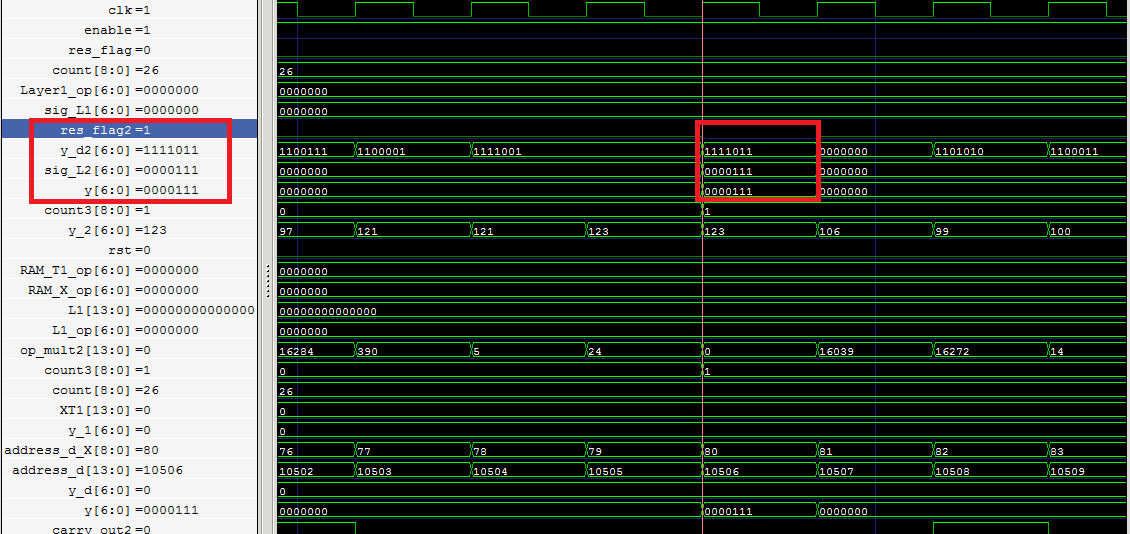 clk=1
enable=1
res_flag=0
count[8:0]=26 26
Layer1_op[6:0]=0000000 0000000
sig_L1[6:0]=0000000 0000000
res_flag2=1
y_d2[6:0]=1111011 1100111 1100001 1111001 1111011 0000000 1101010 1100011
sig_L2[6:0]=0000111 0000000 0000111 0000000
y[6:0]=0000111 0000000 0000111 0000000
count3[8:0]=1 0 1
y_2[6:0]=123 97 121 121 123 123 106 99 100
rst=0
RAM_T1_op[6:0]=0000000 0000000
RAM_X_op[6:0]=0000000 0000000
L1[13:0]=00000000000000 00000000000000
L1_op[6:0]=0000000 0000000
op_mult2[13:0]=0 16284 390 5 24 0 16039 16272 14
count3[8:0]=1 0 1
count[8:0]=26 26
XT1[13:0]=0 0
y_1[6:0]=0 0
address_d_X[8:0]=80 76 77 78 79 80 81 82 83
address_d[13:0]=10506 10502 10503 10504 10505 10506 10507 10508 10509
y_d[6:0]=0 0
y[6:0]=0000111 0000000 0000111 0000000
carry_out2=0